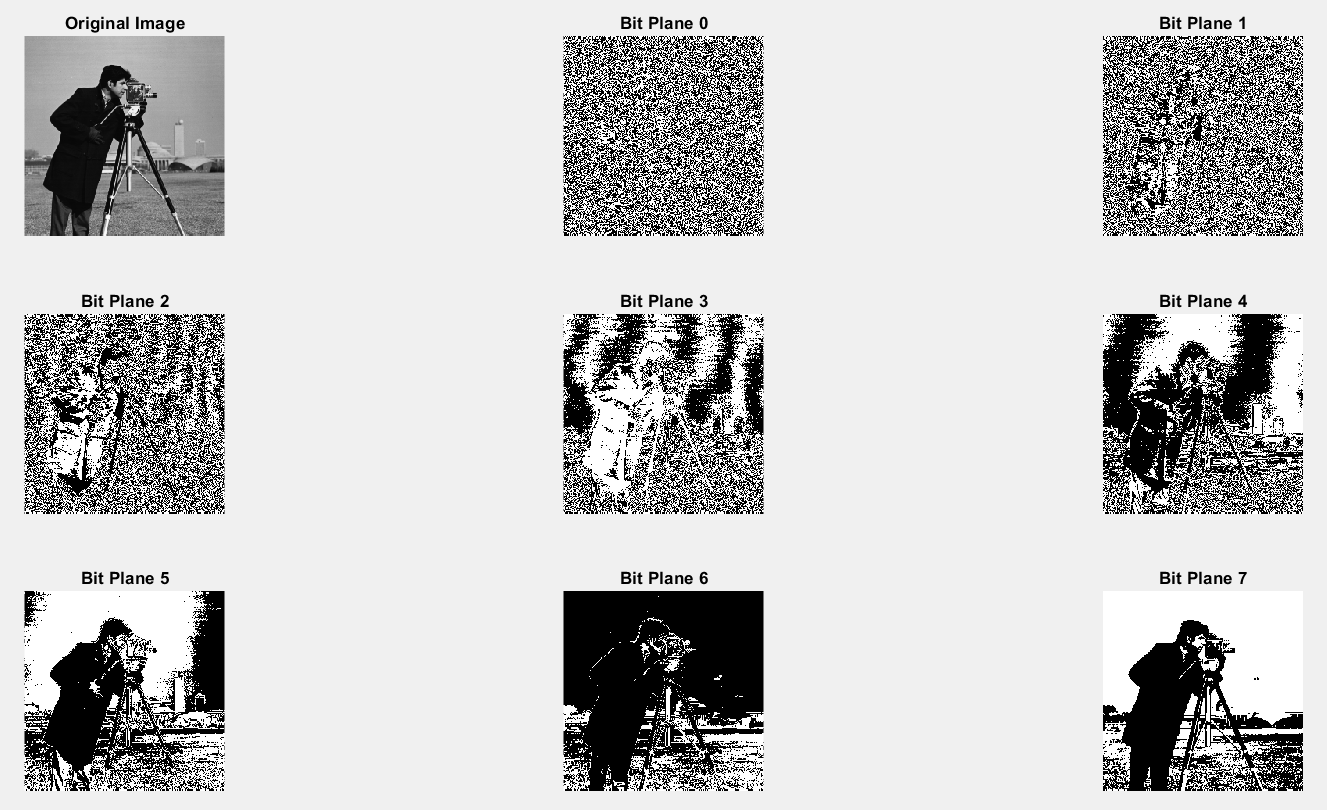 Original Image
Bit Plane 0
Bit Plane 1
Bit Plane 2
Bit Plane 3
Bit Plane 4
Bit Plane 5
Bit Plane 6
Bit Plane 7